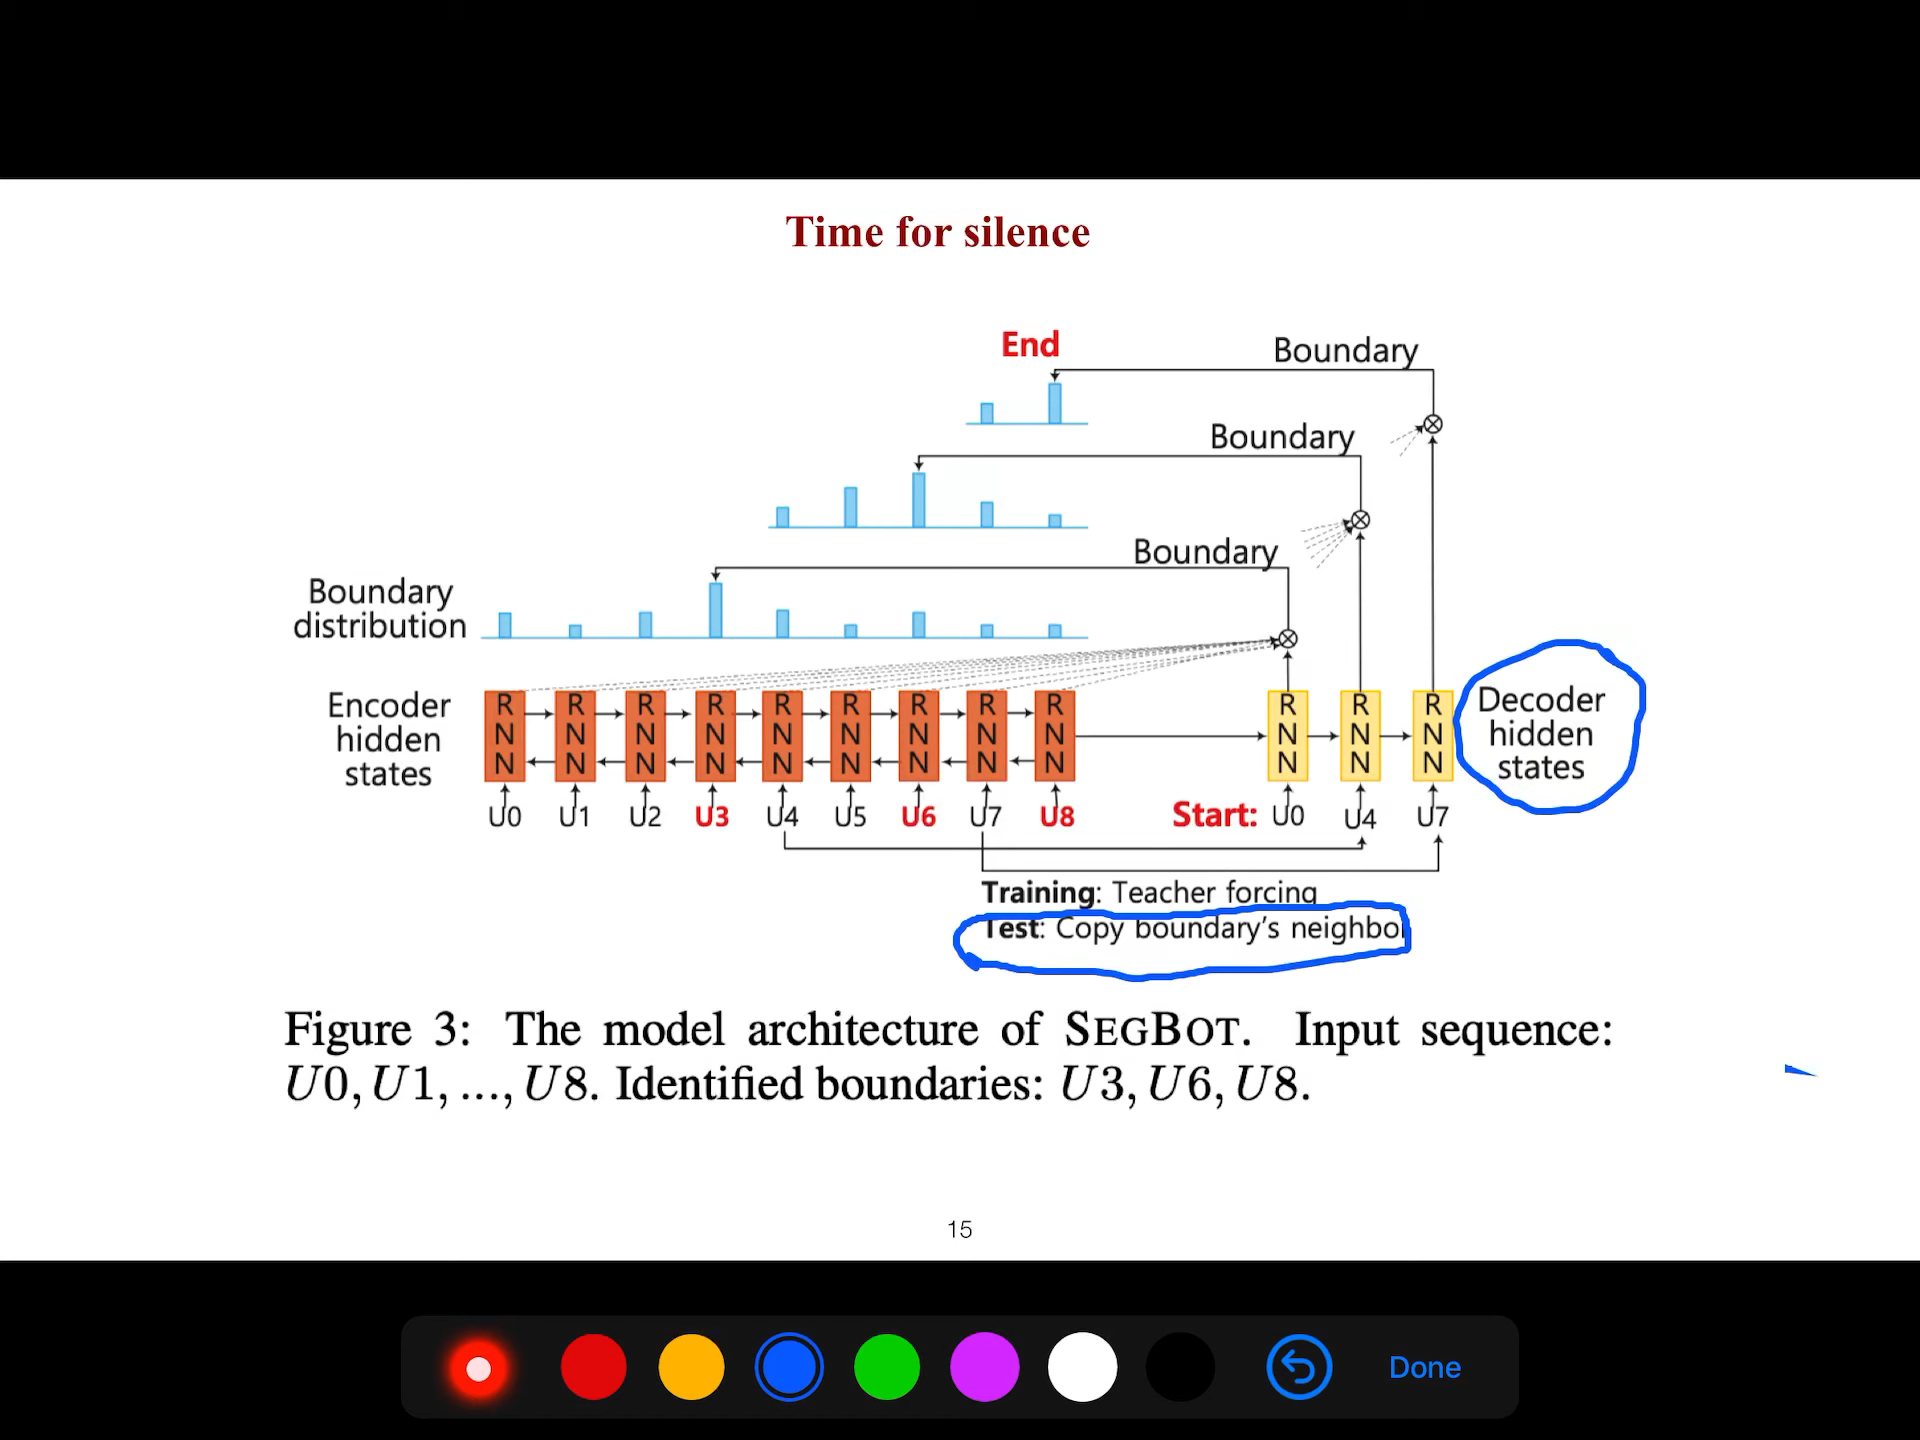 Time for silence
End
Boundary
Boundary
Boundary
Boundary
distribution
Encoder
hidden
states
R R R R R R R R R R R R
N N N N N N N N N N N N
N N N N N N N N N N N N
Decoder
hidden
states
U0 U1 U2 U3 U4 U5 U6 U7 U8 Start: U0 U4 U7
Training: Teacher forcing
Test: Copy boundary's neighbor
Figure 3: The model architecture of SEGBOT. Input sequence:
U0, U1, ..., U8. Identified boundaries: U3, U6, U8.
15
Done